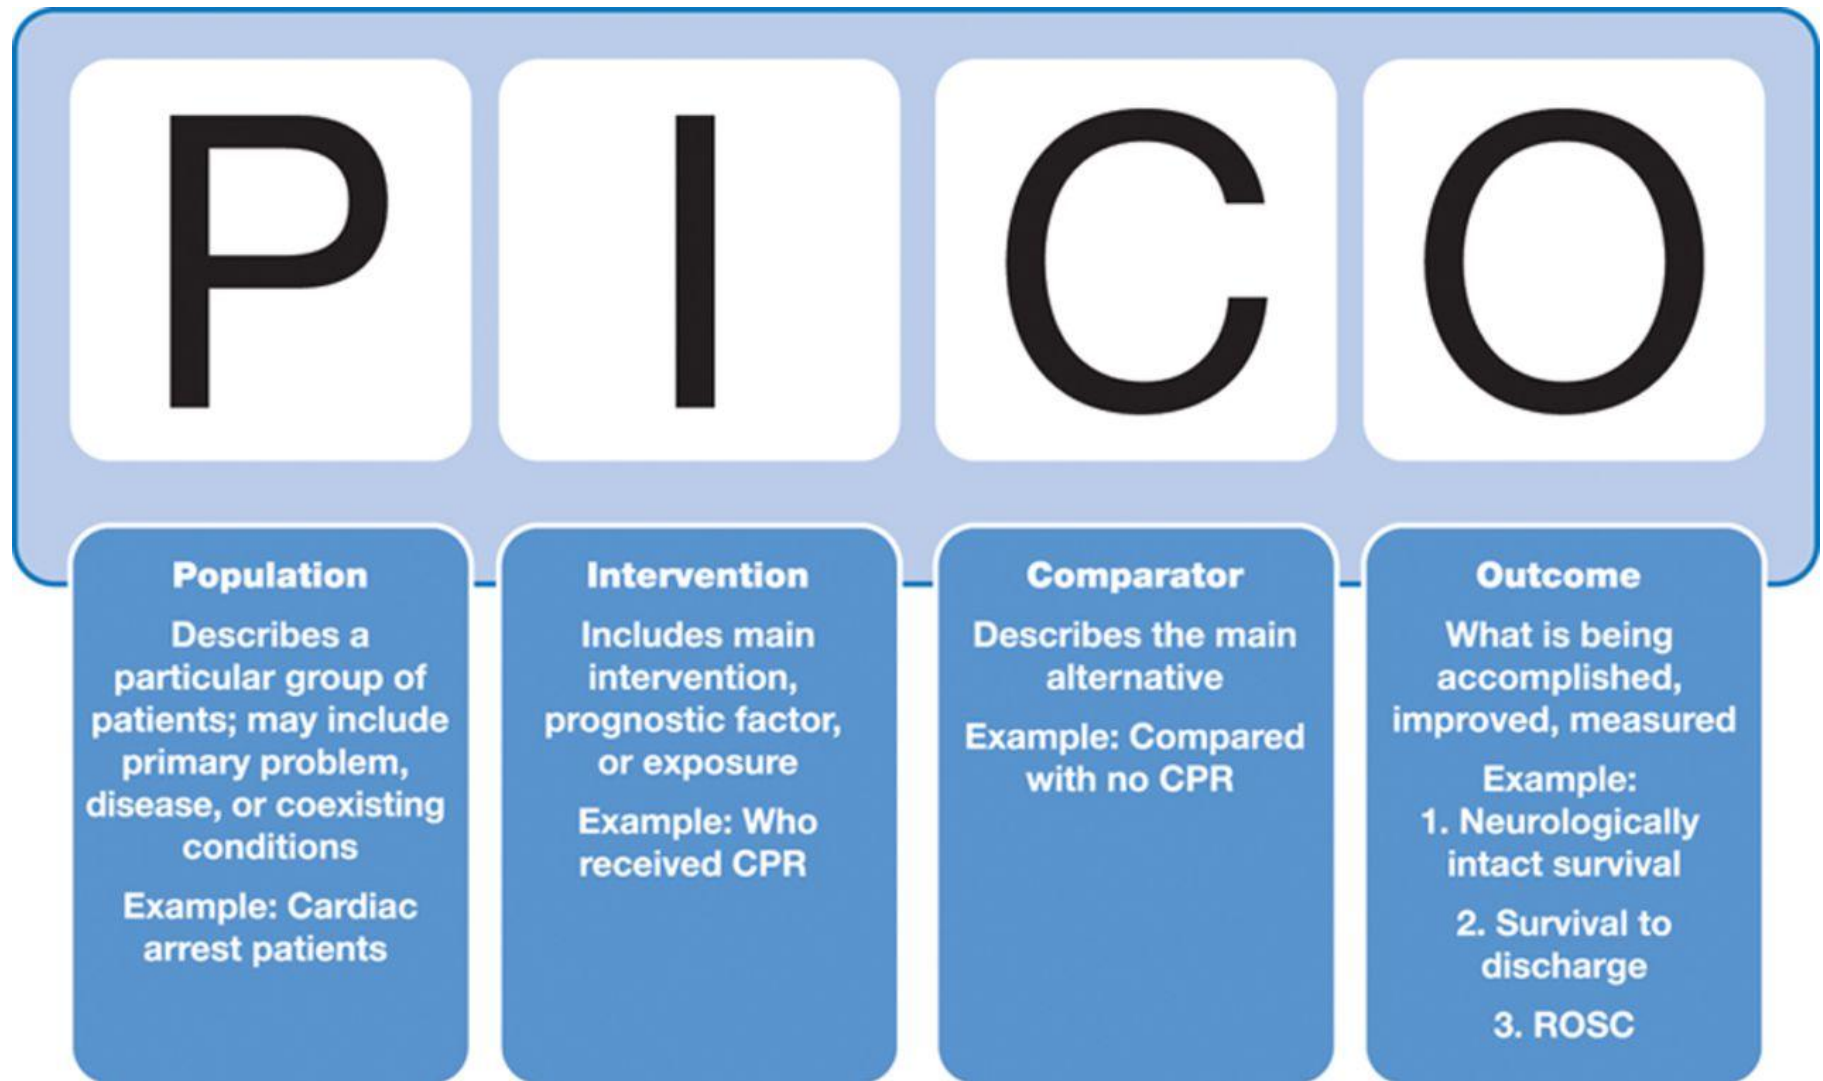 P I C O
Population
Describes a
particular group of
patients; may include
primary problem,
disease, or coexisting
conditions
Example: Cardiac
arrest patients
Intervention
Includes main
intervention,
prognostic factor,
or exposure
Example: Who
received CPR
Comparator
Describes the main
alternative
Example: Compared
with no CPR
Outcome
What is being
accomplished,
improved, measured
Example:
1. Neurologically
intact survival
2. Survival to
discharge
3. ROSC